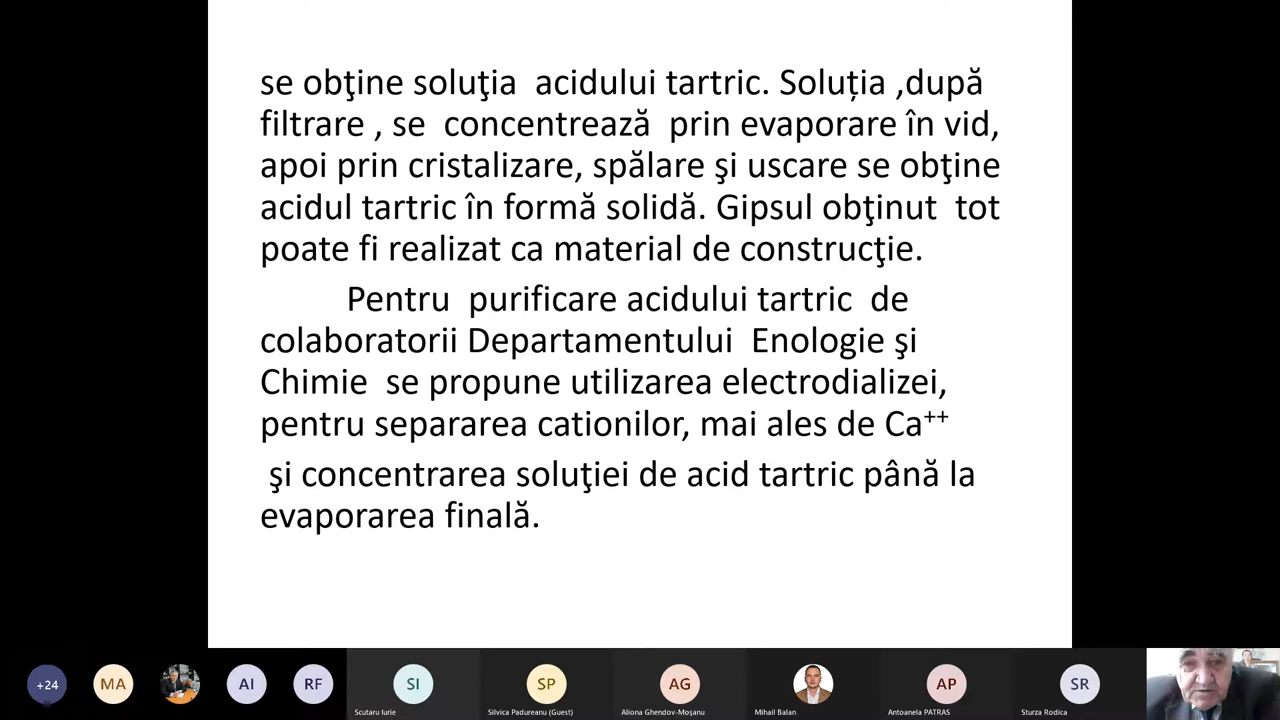 se obţine soluţia  acidului tartric. Soluția ,după
filtrare , se  concentrează  prin evaporare în vid,
apoi prin cristalizare, spălare şi uscare se obţine
acidul tartric în formă solidă. Gipsul obţinut  tot
poate fi realizat ca material de construcţie.
Pentru  purificare acidului tartric  de
colaboratorii Departamentului  Enologie şi
Chimie  se propune utilizarea electrodializei,
pentru separarea cationilor, mai ales de Ca⁺⁺
şi concentrarea soluţiei de acid tartric până la
evaporarea finală.
+24
MA
AI
RF
SI
SP
AG
AP
SR
Scutaru Iurie
Silvica Padureanu (Guest)
Aliona Ghendov-Moşanu
Mihail Balan
Antoanela PATRAS
Sturza Rodica